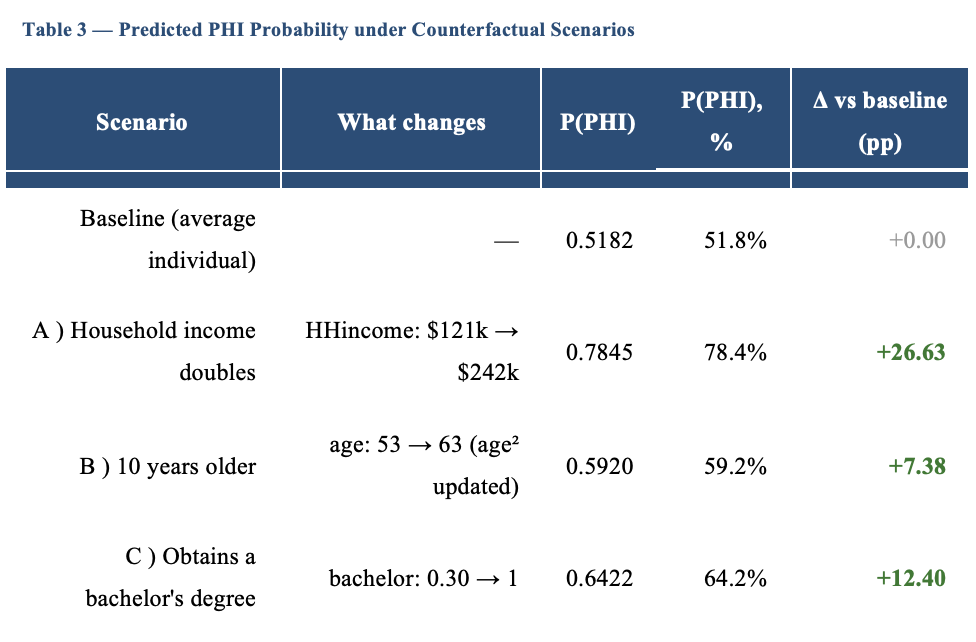 Table 3 — Predicted PHI Probability under Counterfactual Scenarios
Scenario
What changes
P(PHI)
P(PHI),
%
Δ vs baseline
(pp)
Baseline (average
individual)
—
0.5182
51.8%
+0.00
A ) Household income
doubles
HHincome: $121k →
$242k
0.7845
78.4%
+26.63
B ) 10 years older
age: 53 → 63 (age²
updated)
0.5920
59.2%
+7.38
C ) Obtains a
bachelor's degree
bachelor: 0.30 → 1
0.6422
64.2%
+12.40